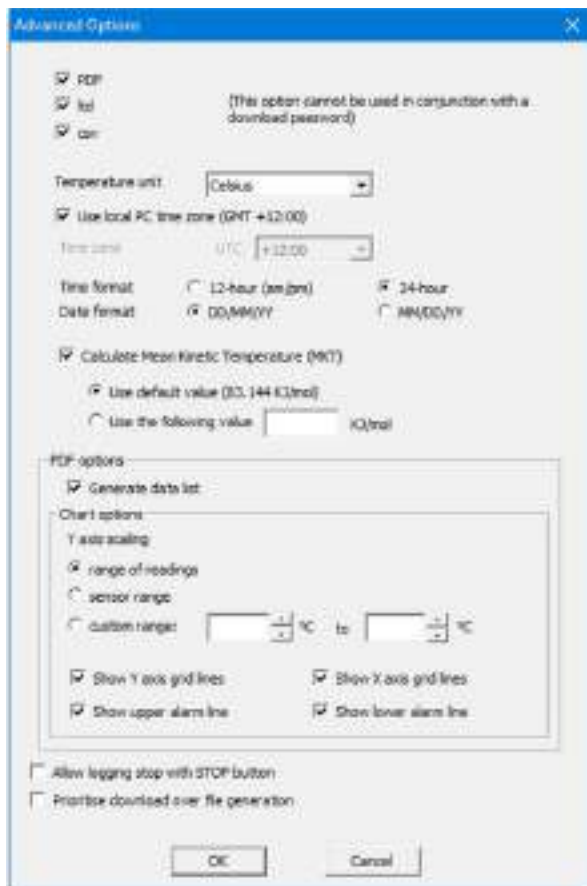 Advanced Options
PDF
(This option cannot be used in conjunction with a
download password)
Temperature unit Celsius
Use local PC time zone (GMT +12:00)
Time zone UTC +12:00
Time format 12-hour (am/pm) 24-hour
Date format DD/MM/YY MM/DD/YY
Calculate Mean Kinetic Temperature (MKT)
Use default value (83.144 KJ/mol)
Use the following value KJ/mol
PDF options
Generate data list
Chart options
Y axis scaling
range of readings
sensor range
custom range: °C to °C
Show Y axis grid lines Show X axis grid lines
Show upper alarm line Show lower alarm line
Allow logging stop with STOP button
Prioritise download over file generation
OK Cancel